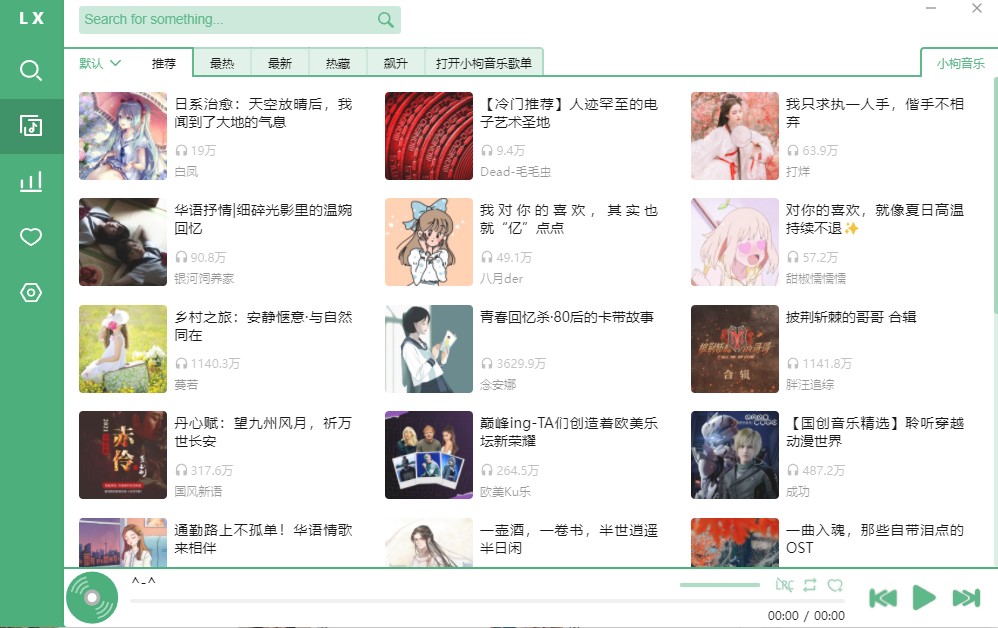 L X
Search for something...
默认
推荐
最热
最新
热藏
飙升
打开小枸音乐歌单
小枸音乐
日系治愈：天空放晴后，我
闻到了大地的气息
19万
白凤
【冷门推荐】人迹罕至的电
子艺术圣地
9.4万
Dead-毛毛虫
我只求执一人手，偕手不相
弃
63.9万
打烊
华语抒情|细碎光影里的温婉
回忆
90.8万
银河饲养家
我对你的喜欢，其实也
就“亿”点点
49.1万
八月der
对你的喜欢，就像夏日高温
持续不退✨
57.2万
甜椒懦懦懦
乡村之旅：安静惬意·与自然
同在
1140.3万
蔓若
青春回忆杀·80后的卡带故事
3629.9万
念安娜
披荆斩棘的哥哥 合辑
1141.8万
胖汪追综
合辑
丹心赋：望九州风月，祈万
世长安
317.6万
国风新语
赤伶
巅峰ing-TA们创造着欧美乐
坛新荣耀
264.5万
欧美Ku乐
【国创音乐精选】聆听穿越
动漫世界
487.2万
成功
通勤路上不孤单！华语情歌
来相伴
一壶酒，一卷书，半世逍遥
半日闲
一曲入魂，那些自带泪点的
OST
^-^
LRC
00:00 / 00:00